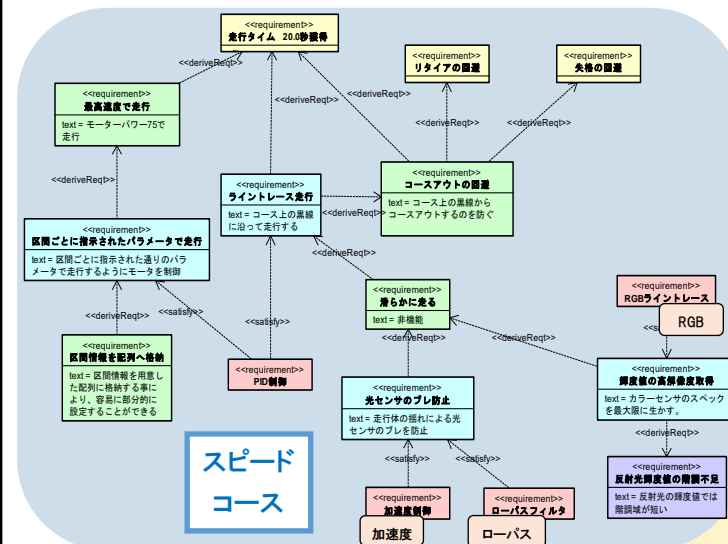 <<requirement>>
走行タイム 20.0秒獲得
<<requirement>>
リタイアの回避
<<requirement>>
失格の回避
<<deriveReqt>>
<<deriveReqt>>
<<deriveReqt>>
<<deriveReqt>>
<<deriveReqt>>
<<requirement>>
最高速度で走行
text = モーターパワー75で
走行
<<deriveReqt>>
<<requirement>>
ライントレース走行
text = コース上の黒線
に沿って走行する
<<deriveReqt>>
<<requirement>>
コースアウトの回避
text = コース上の黒線から
コースアウトするのを防ぐ
<<requirement>>
区間ごとに指示されたパラメータで走行
text = 区間ごとに指示された通りのパラ
メータで走行するようにモータを制御
<<deriveReqt>>
<<requirement>>
滑らかに走る
text = 非機能
<<requirement>>
RGBライントレース
RGB
<<deriveReqt>>
<<satisfy>>
<<satisfy>>
<<deriveReqt>>
<<deriveReqt>>
<<requirement>>
区間情報を配列へ格納
text = 区間情報を用意し
た配列に格納する事に
より、容易に部分的に
設定することができる
<<requirement>>
PID制御
<<requirement>>
光センサのブレ防止
text = 走行体の揺れによる光
センサのブレを防止
<<requirement>>
輝度値の高解像度取得
text = カラーセンサのスペック
を最大限に生かす。
<<deriveReqt>>
<<satisfy>>
<<satisfy>>
<<requirement>>
反射光輝度値の階調不足
text = 反射光の輝度値では
階調域が短い
スピード
コース
<<requirement>>
加速度制御
加速度
<<requirement>>
ローパスフィルタ
ローパス